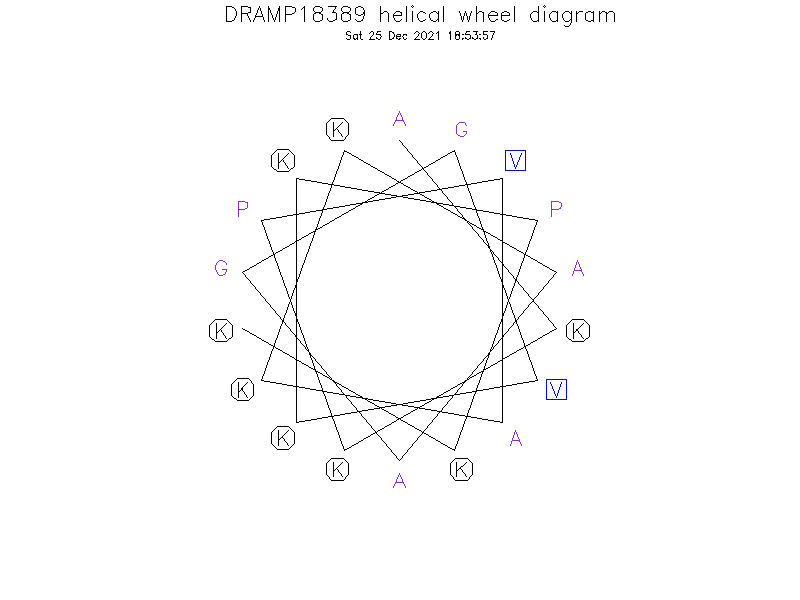 DRAMP18389 helical wheel diagram
Sat 25 Dec 2021 18:53:57
A
K G
K V
P P
G A
K K
K V
K A
K K
A